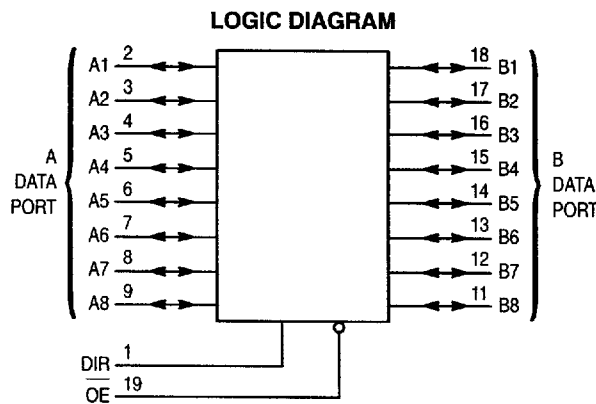 LOGIC DIAGRAM
A1 2
A2 3
A3 4
A4 5
A5 6
A6 7
A7 8
A8 9
A
DATA
PORT
18 B1
17 B2
16 B3
15 B4
14 B5
13 B6
12 B7
11 B8
B
DATA
PORT
DIR 1
OE 19